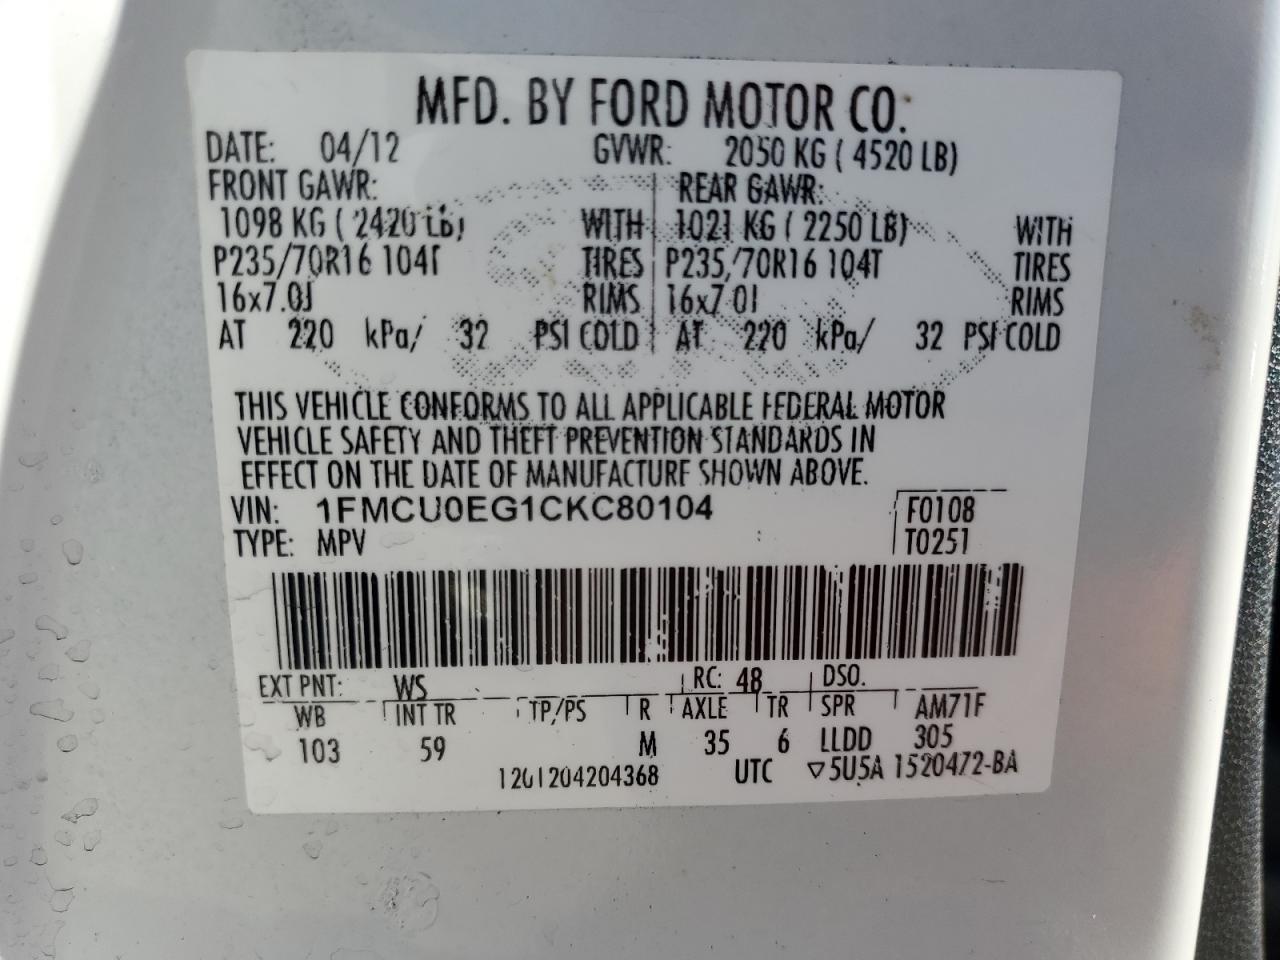 MFD. BY FORD MOTOR CO.
DATE: 04/12 GVWR: 2050 KG ( 4520 LB)
FRONT GAWR: REAR GAWR:
1098 KG ( 2420 LB) WITH 1021 KG ( 2250 LB) WITH
P235/70R16 104T TIRES P235/70R16 104T TIRES
16x7.0J RIMS 16x7.0J RIMS
AT 220 kPa/ 32 PSI COLD AT 220 kPa/ 32 PSI COLD
THIS VEHICLE CONFORMS TO ALL APPLICABLE FEDERAL MOTOR
VEHICLE SAFETY AND THEFT PREVENTION STANDARDS IN
EFFECT ON THE DATE OF MANUFACTURE SHOWN ABOVE.
VIN: 1FMCU0EG1CKC80104 F0108
TYPE: MPV T0251
EXT PNT: WS RC: 48 DSO.
WB INT TR TP/PS R AXLE TR SPR AM71F
103 59 M 35 6 LLDD 305
1201204204368 UTC ▽5U5A 1520472-BA